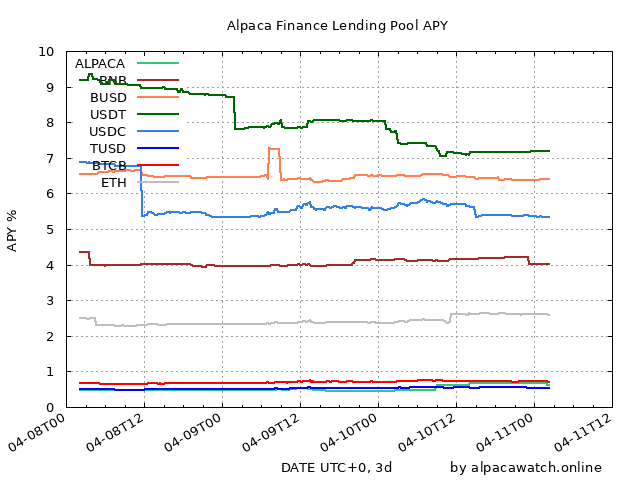 Alpaca Finance Lending Pool APY
10
9
8
7
6
5
4
3
2
1
0
APY %
ALPACA
BNB
BUSD
USDT
USDC
TUSD
BTCB
ETH
04-08T00
04-08T12
04-09T00
04-09T12
04-10T00
04-10T12
04-11T00
04-11T12
DATE UTC+0, 3d
by alpacawatch.online